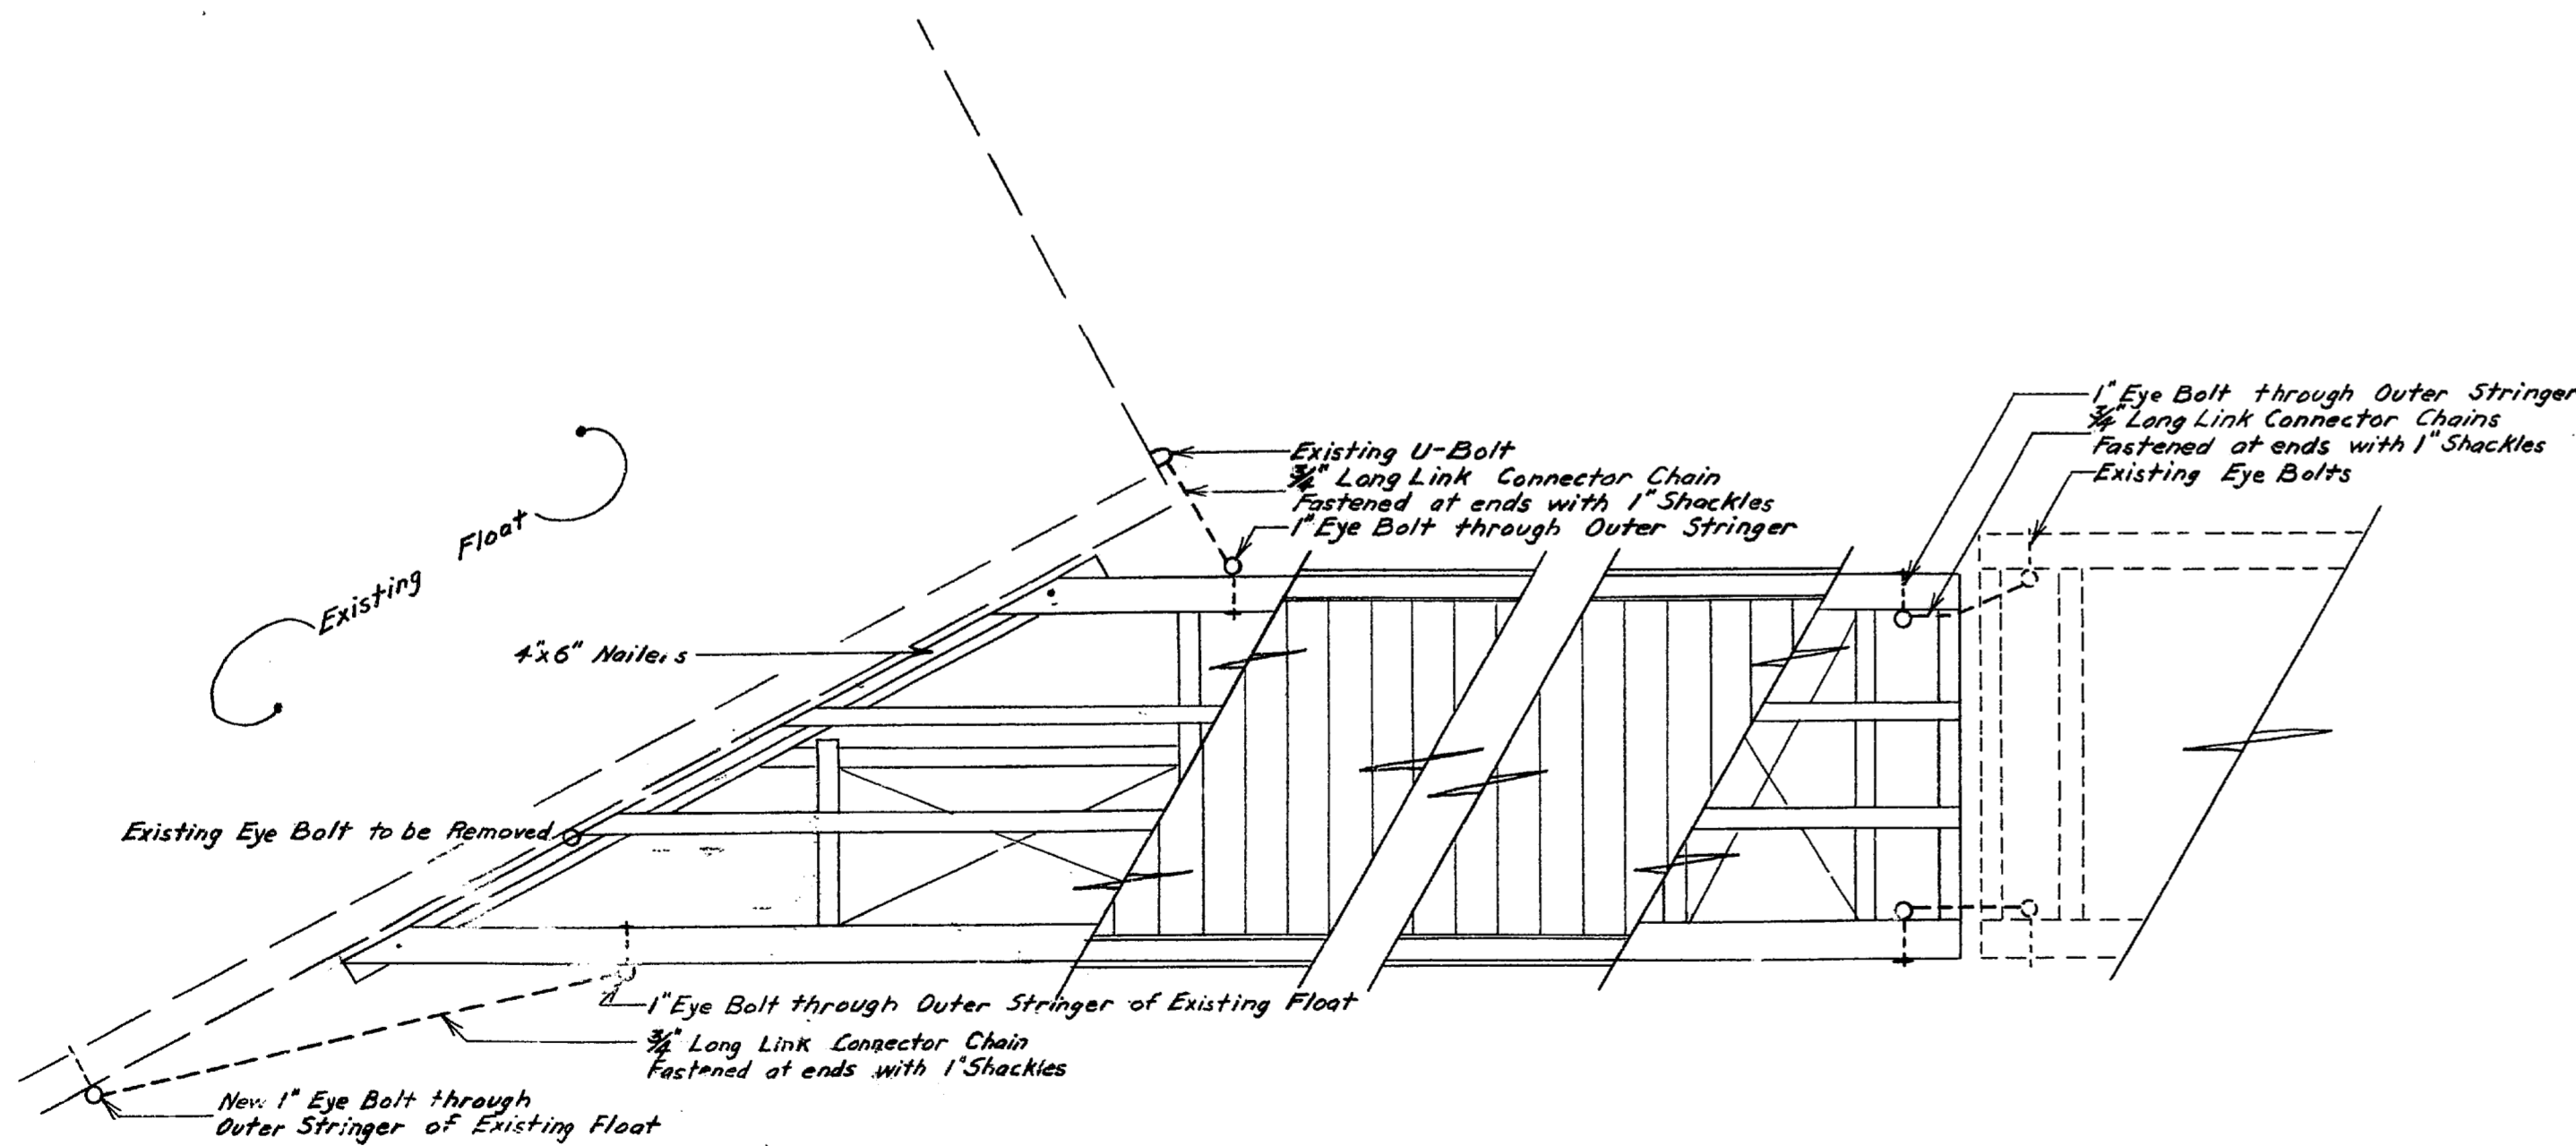 1" Eye Bolt through Outer Stringer
3/4" Long Link Connector Chains
Fastened at ends with 1" Shackles
Existing Eye Bolts
Existing U-Bolt
3/4" Long Link Connector Chain
Fastened at ends with 1" Shackles
1" Eye Bolt through Outer Stringer
Existing Float
4"x6" Nailers
Existing Eye Bolt to be Removed
1" Eye Bolt through Outer Stringer of Existing Float
3/4" Long Link Connector Chain
Fastened at ends with 1" Shackles
New 1" Eye Bolt through
Outer Stringer of Existing Float